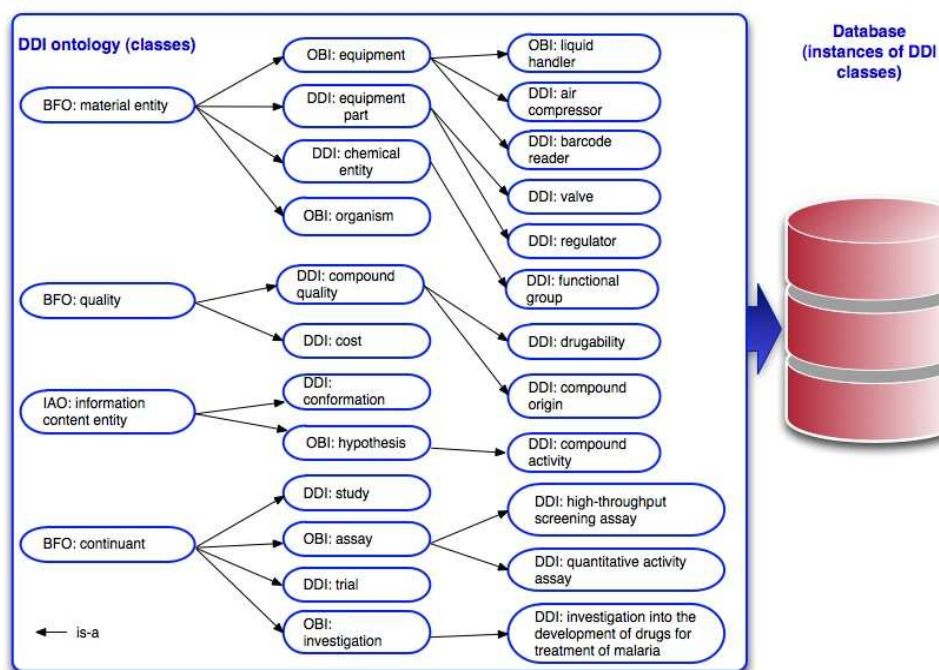 DDI ontology (classes)
BFO: material entity
BFO: quality
IAO: information
content entity
BFO: continuant
is-a
OBI: equipment
DDI: equipment
part
DDI: chemical
entity
OBI: organism
DDI: compound
quality
DDI: cost
DDI:
conformation
OBI: hypothesis
DDI: study
OBI: assay
DDI: trial
OBI:
investigation
OBI: liquid
handler
DDI: air
compressor
DDI: barcode
reader
DDI: valve
DDI: regulator
DDI: functional
group
DDI: drugability
DDI: compound
origin
DDI: compound
activity
DDI: high-throughput
screening assay
DDI: quantitative activity
assay
DDI: investigation into the
development of drugs for
treatment of malaria
Database
(instances of DDI
classes)